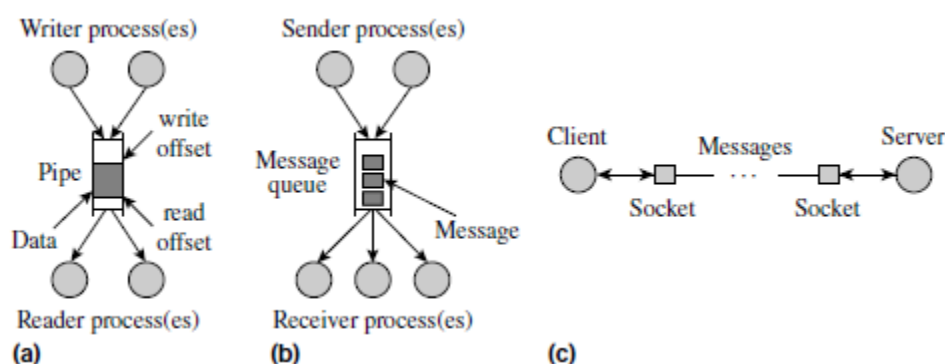 Writer process(es)
write
offset
Pipe
Data
read
offset
Reader process(es)
(a)
Sender process(es)
Message
queue
Message
Receiver process(es)
(b)
Client
Messages
Server
...
Socket
Socket
(c)